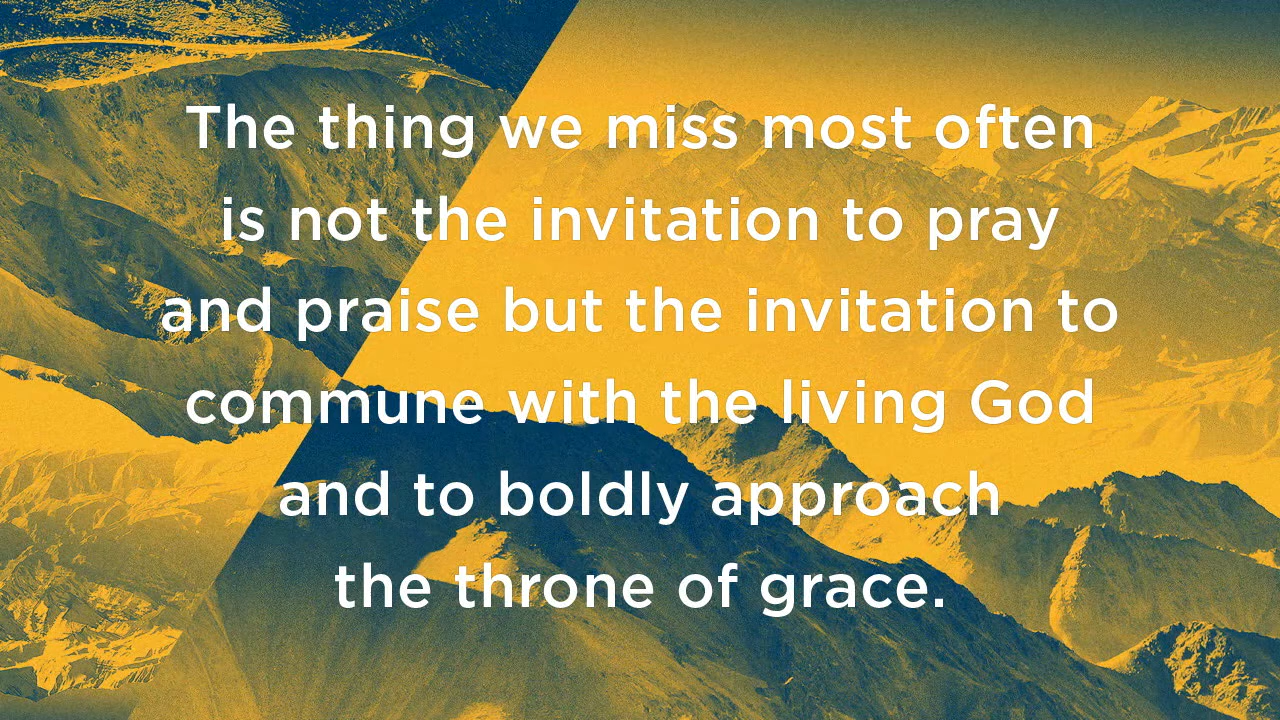 The thing we miss most often
is not the invitation to pray
and praise but the invitation to
commune with the living God
and to boldly approach
the throne of grace.